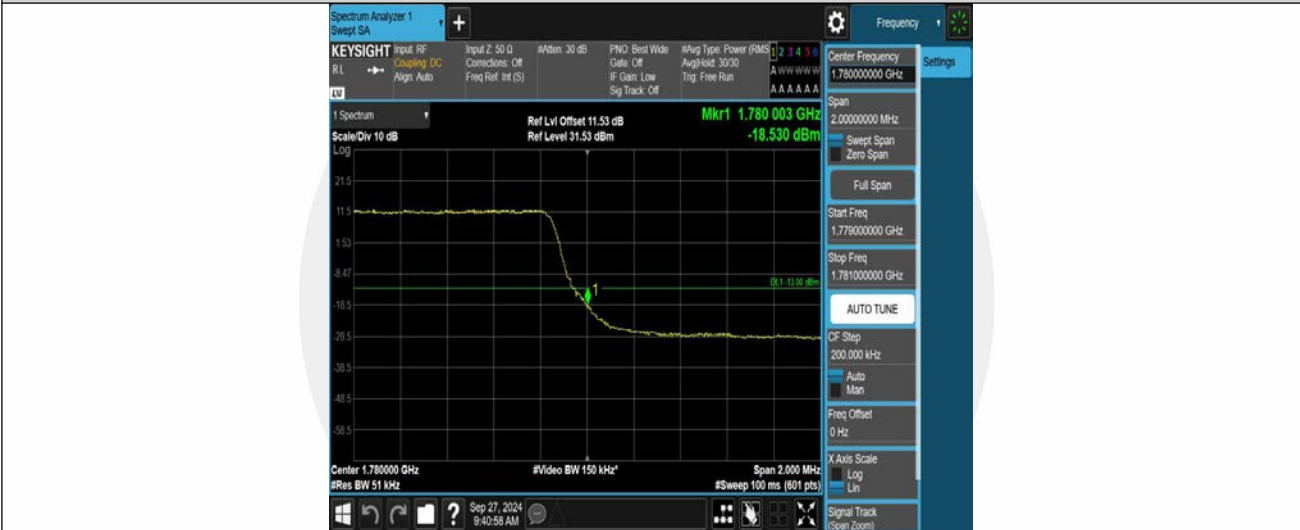 Spectrum Analyzer 1
Swept SA
Frequency
KEYSIGHT
Input: RF
Coupling: DC
Align: Auto
Input Z: 50 Ω
Corrections: Off
Freq Ref: Int (S)
#Atten: 30 dB
PNO: Best Wide
Gate: Off
IF Gain: Low
Sig Track: Off
#Avg Type: Power (RMS
Avg|Hold: 30/30
Trig: Free Run
1 2 3 4 5 6
A W W W W W
A A A A A A
RL
1 Spectrum
Scale/Div 10 dB
Log
Ref Lvl Offset 11.53 dB
Ref Level 31.53 dBm
Mkr1 1.780 003 GHz
-18.530 dBm
21.5
11.5
1.53
-8.47
-18.5
-28.5
-38.5
-48.5
-58.5
DL1 -13.00 dBm
1
Center 1.780000 GHz
#Res BW 51 kHz
#Video BW 150 kHz*
Span 2.000 MHz
#Sweep 100 ms (601 pts)
?
Sep 27, 2024
9:40:58 AM
Center Frequency
1.780000000 GHz
Settings
Span
2.00000000 MHz
Swept Span
Zero Span
Full Span
Start Freq
1.779000000 GHz
Stop Freq
1.781000000 GHz
AUTO TUNE
CF Step
200.000 kHz
Auto
Man
Freq Offset
0 Hz
X Axis Scale
Log
Lin
Signal Track
(Span Zoom)